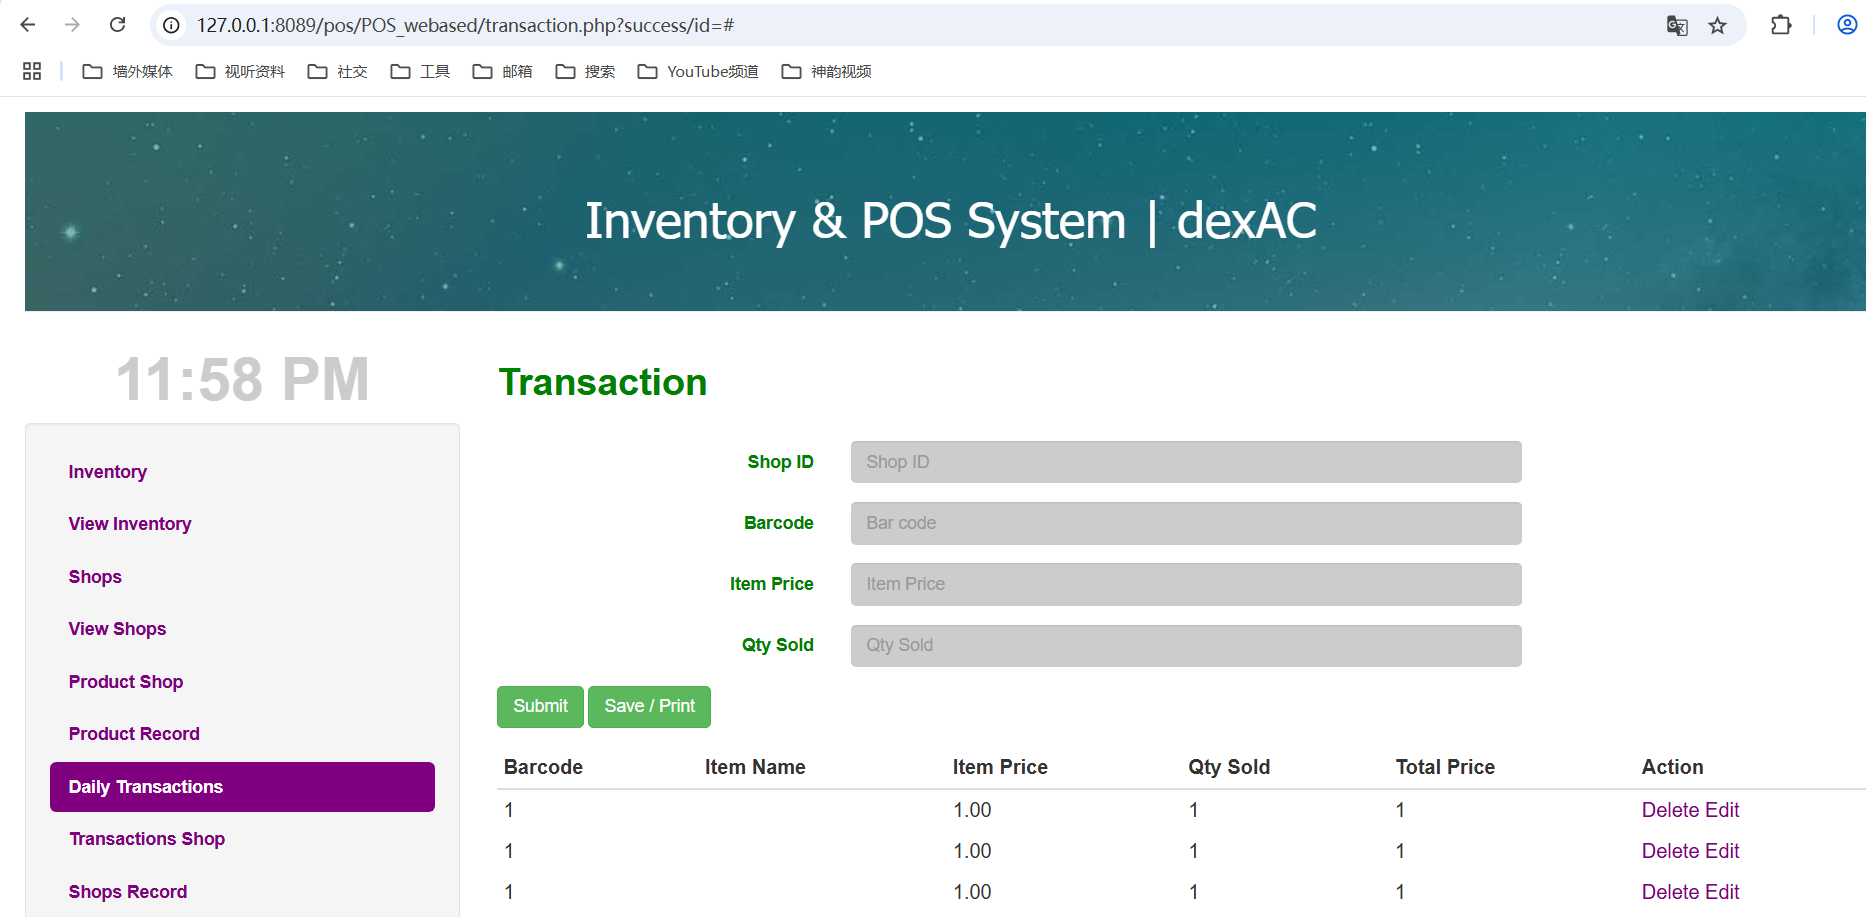 127.0.0.1:8089/pos/POS_webased/transaction.php?success/id=#
墙外媒体 视听资料 社交 工具 邮箱 搜索 YouTube频道 神韵视频
Inventory & POS System | dexAC
11:58 PM
Inventory
View Inventory
Shops
View Shops
Product Shop
Product Record
Daily Transactions
Transactions Shop
Shops Record
Transaction
Shop ID Shop ID
Barcode Bar code
Item Price Item Price
Qty Sold Qty Sold
Submit Save / Print
Barcode Item Name Item Price Qty Sold Total Price Action
1 1.00 1 1 Delete Edit
1 1.00 1 1 Delete Edit
1 1.00 1 1 Delete Edit